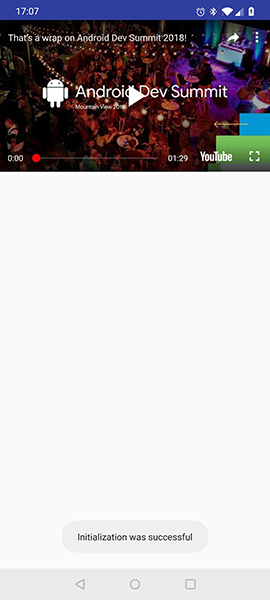 17:07
That's a wrap on Android Dev Summit 2018!
Android Dev Summit
Mountain View 2018
0:00
01:29
YouTube
Initialization was successful